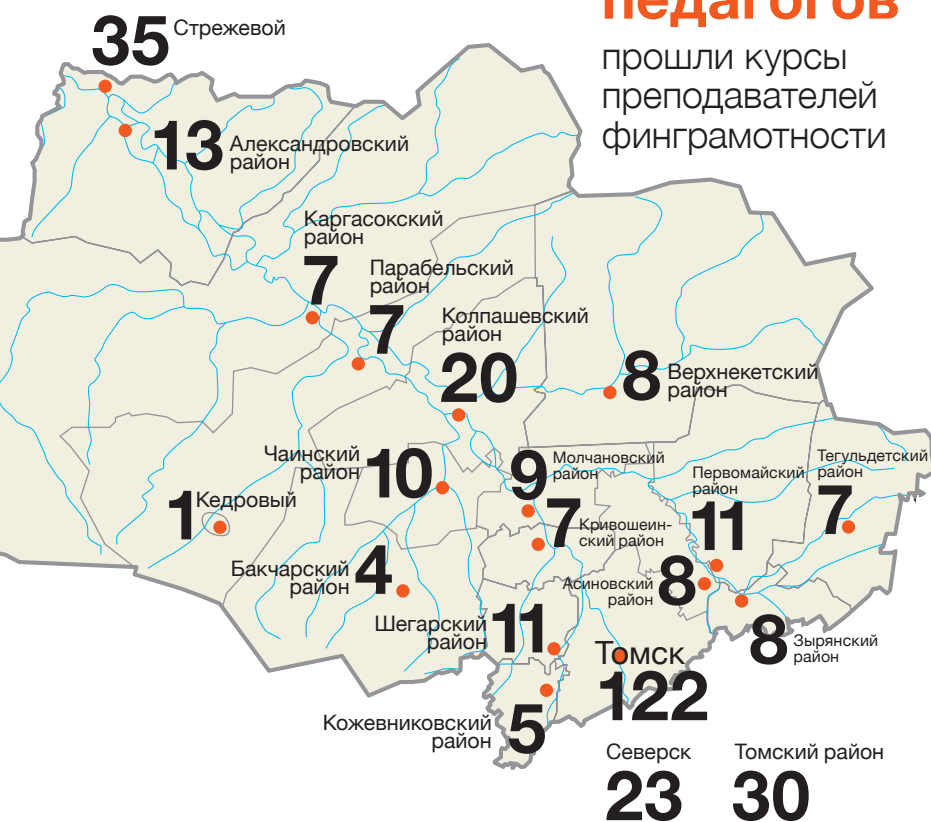 педагогов
прошли курсы
преподавателей
финграмотности
35 Стрежевой
13 Александровский
район
Каргасокский
район
7
Парабельский
район
7
Колпашевский
район
20
8 Верхнекетский
район
Чаинский
район
10
9 Молчановский
район
Первомайский
район
11
Тегульдетский
район
7
1 Кедровый
7 Кривошеин-
ский район
Бакчарский
район
4
Асиновский
район
8
Шегарский
район
11
8 Зырянский
район
Томск
122
Кожевниковский
район
5
Северск
23
Томский район
30